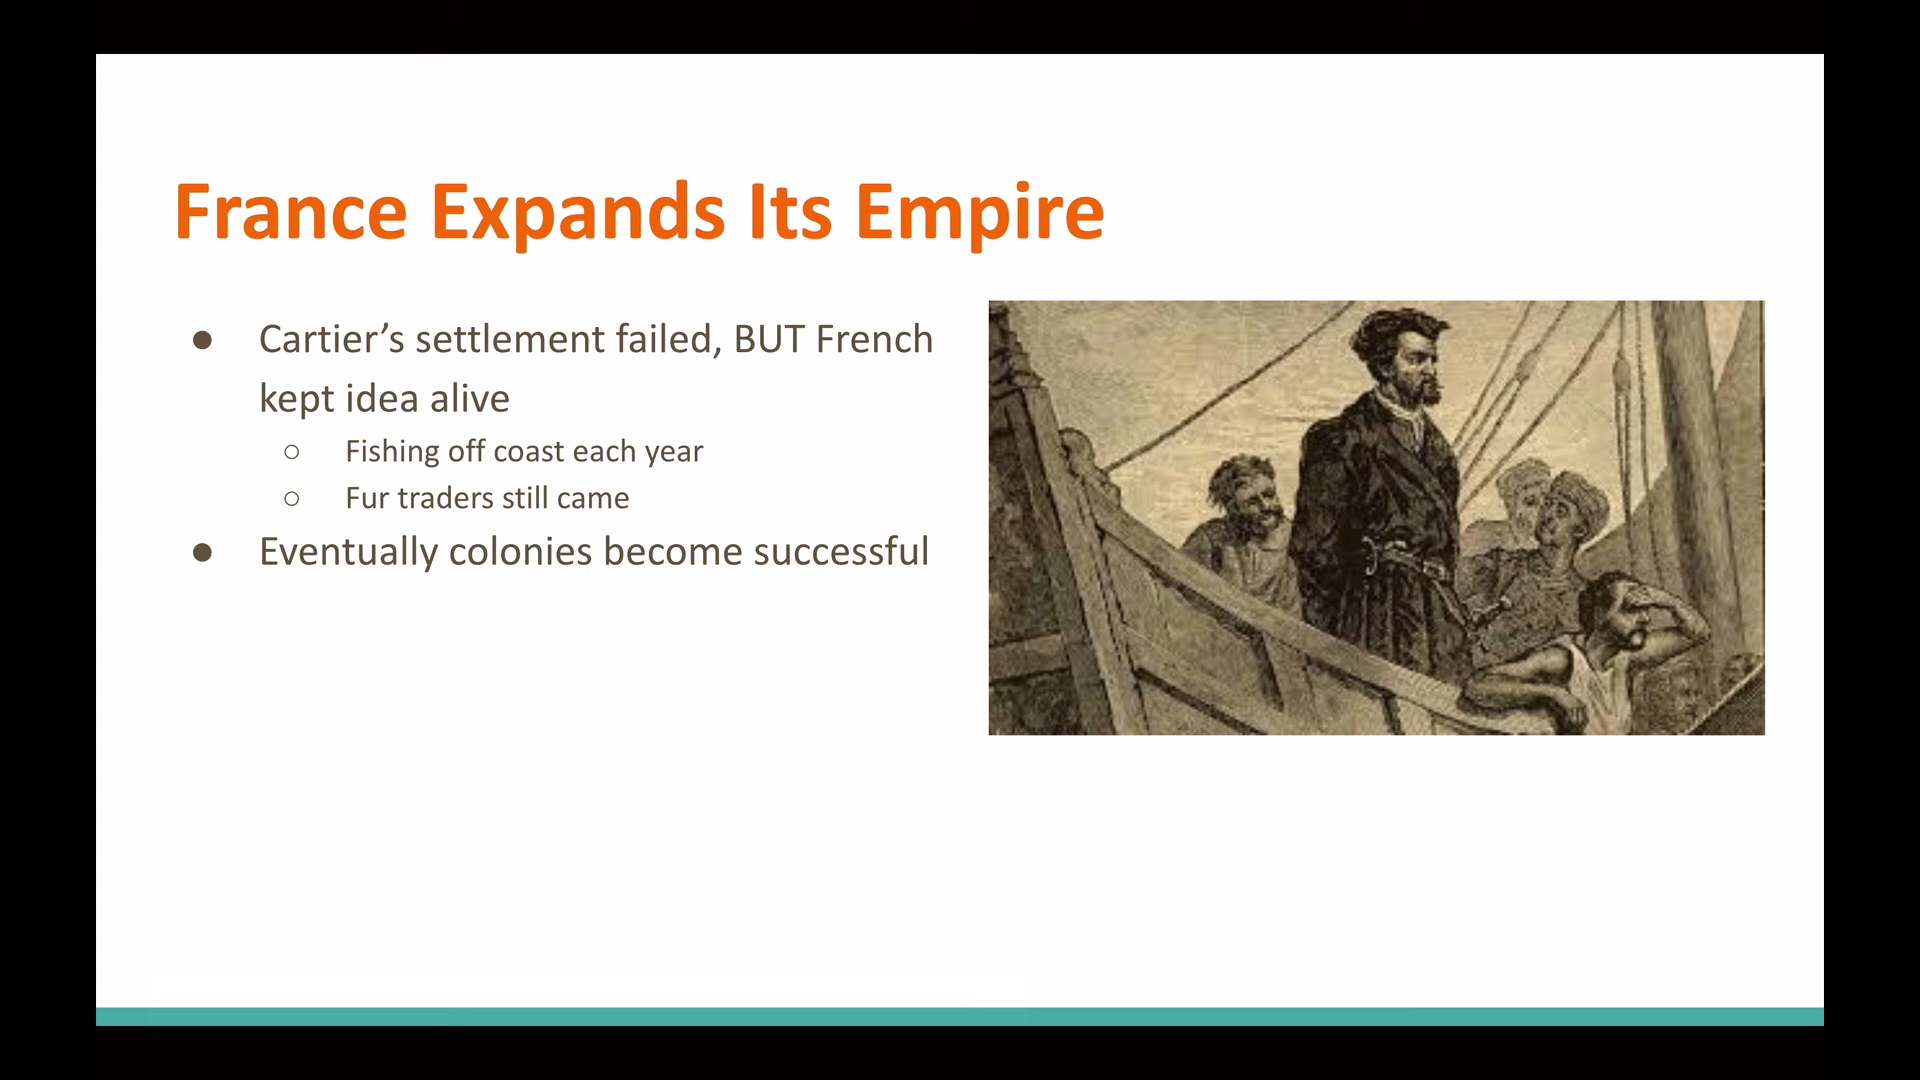 France Expands Its Empire
● Cartier’s settlement failed, BUT French
kept idea alive
○ Fishing off coast each year
○ Fur traders still came
● Eventually colonies become successful